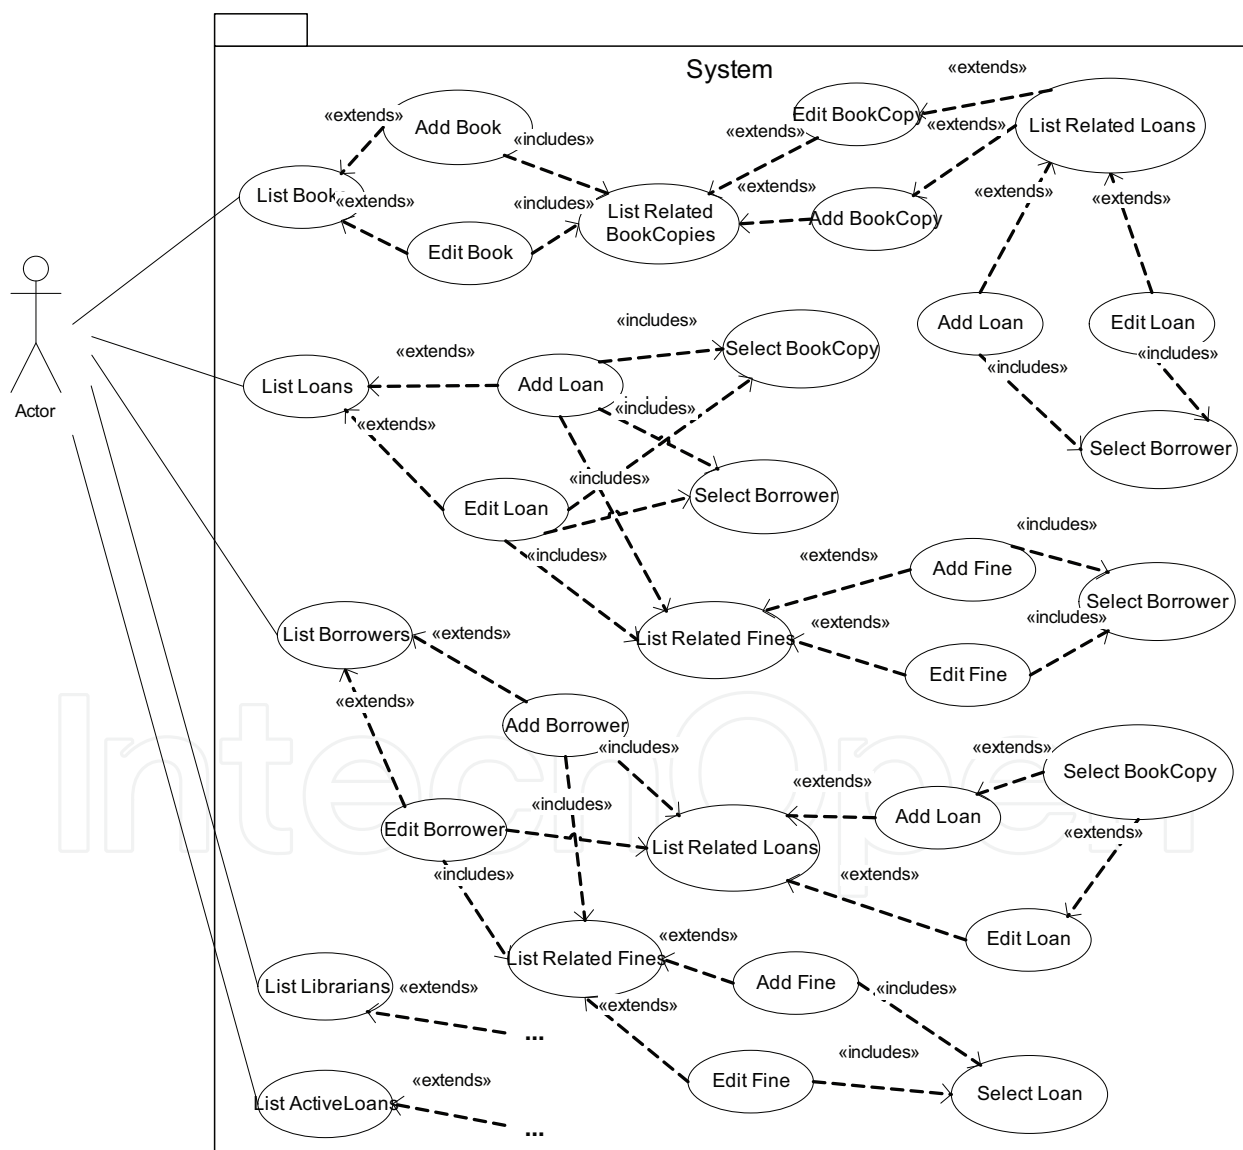 System
«extends»
«extends»
Add Book
«extends»
Edit BookCopy
«extends»
«extends»
«includes»
List Related Loans
List Book
«extends»
«includes»
List Related
BookCopies
«extends»
Add BookCopy
«extends»
«extends»
Edit Book
Actor
«includes»
Add Loan
Edit Loan
«extends»
Select BookCopy
«includes»
«includes»
List Loans
Add Loan
«includes»
«extends»
Select Borrower
«includes»
Select Borrower
Edit Loan
«includes»
«extends»
«includes»
Add Fine
Select Borrower
List Borrowers
«extends»
List Related Fines
«extends»
«includes»
Edit Fine
«extends»
Add Borrower
«includes»
«extends»
Select BookCopy
«extends»
«includes»
Add Loan
Edit Borrower
List Related Loans
«extends»
«includes»
«extends»
Edit Loan
«extends»
List Related Fines
List Librarians
«extends»
Add Fine
«includes»
«extends»
...
«includes»
«extends»
Edit Fine
Select Loan
List ActiveLoans
...
IntechOpen